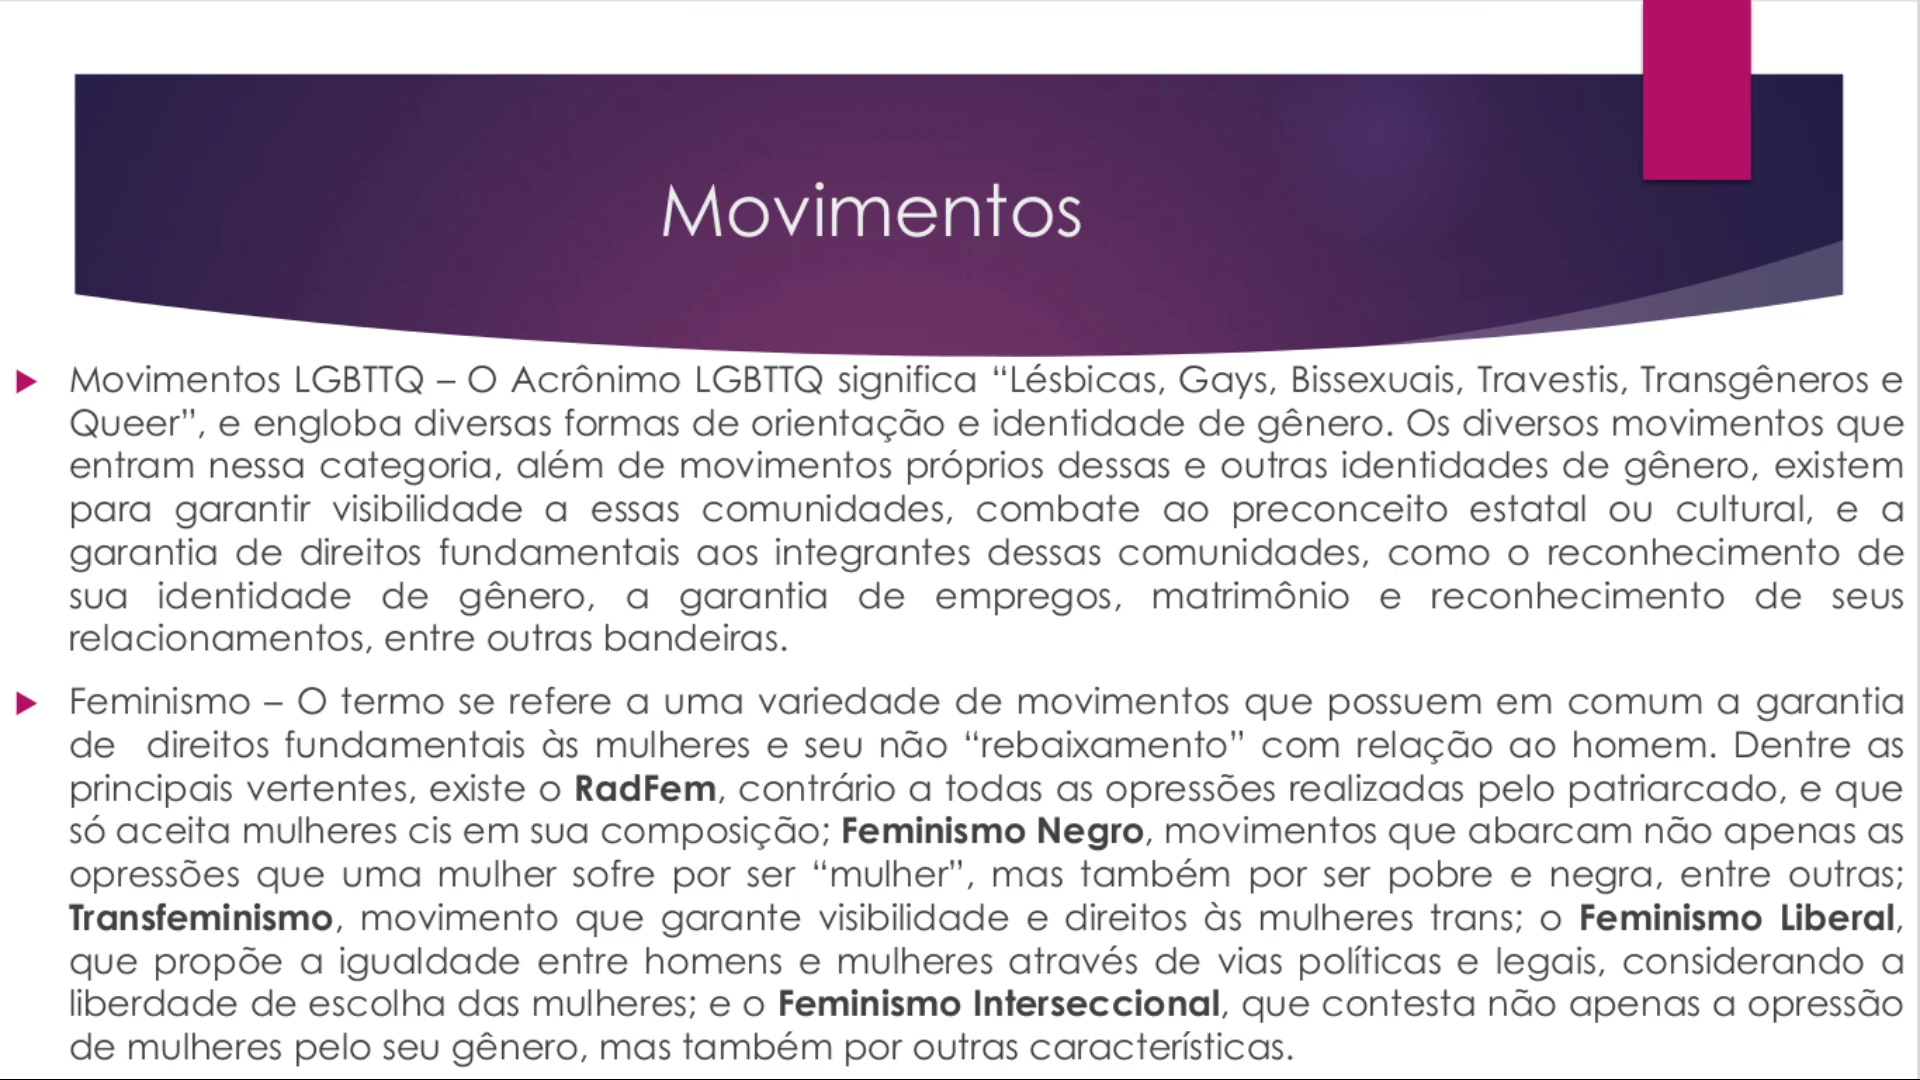 Movimentos
Movimentos LGBTTQ – O Acrônimo LGBTTQ significa “Lésbicas, Gays, Bissexuais, Travestis, Transgêneros e
Queer”, e engloba diversas formas de orientação e identidade de gênero. Os diversos movimentos que
entram nessa categoria, além de movimentos próprios dessas e outras identidades de gênero, existem
para garantir visibilidade a essas comunidades, combate ao preconceito estatal ou cultural, e a
garantia de direitos fundamentais aos integrantes dessas comunidades, como o reconhecimento de
sua identidade de gênero, a garantia de empregos, matrimônio e reconhecimento de seus
relacionamentos, entre outras bandeiras.
Feminismo – O termo se refere a uma variedade de movimentos que possuem em comum a garantia
de direitos fundamentais às mulheres e seu não “rebaixamento” com relação ao homem. Dentre as
principais vertentes, existe o RadFem, contrário a todas as opressões realizadas pelo patriarcado, e que
só aceita mulheres cis em sua composição; Feminismo Negro, movimentos que abarcam não apenas as
opressões que uma mulher sofre por ser “mulher”, mas também por ser pobre e negra, entre outras;
Transfeminismo, movimento que garante visibilidade e direitos às mulheres trans; o Feminismo Liberal,
que propõe a igualdade entre homens e mulheres através de vias políticas e legais, considerando a
liberdade de escolha das mulheres; e o Feminismo Interseccional, que contesta não apenas a opressão
de mulheres pelo seu gênero, mas também por outras características.